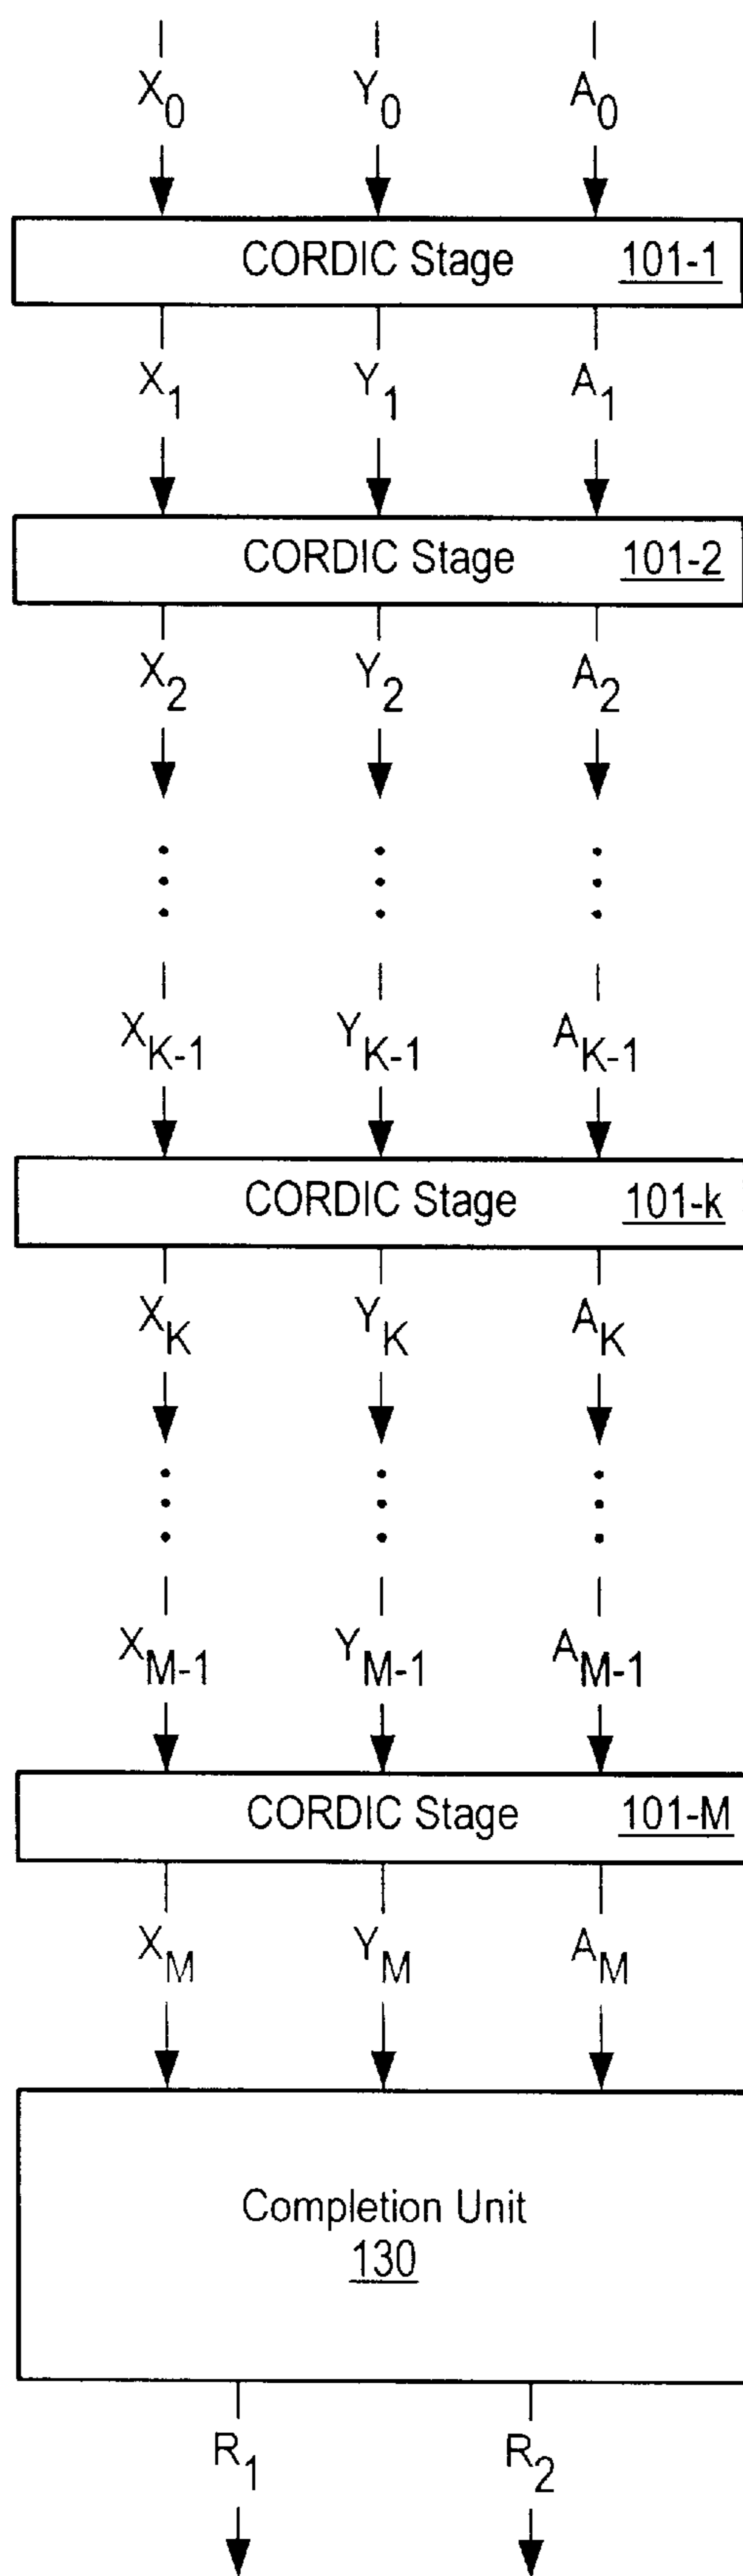 X0 Y0 A0
CORDIC Stage 101-1
X1 Y1 A1
CORDIC Stage 101-2
X2 Y2 A2
XK-1 YK-1 AK-1
CORDIC Stage 101-k
XK YK AK
XM-1 YM-1 AM-1
CORDIC Stage 101-M
XM YM AM
Completion Unit
130
R1 R2